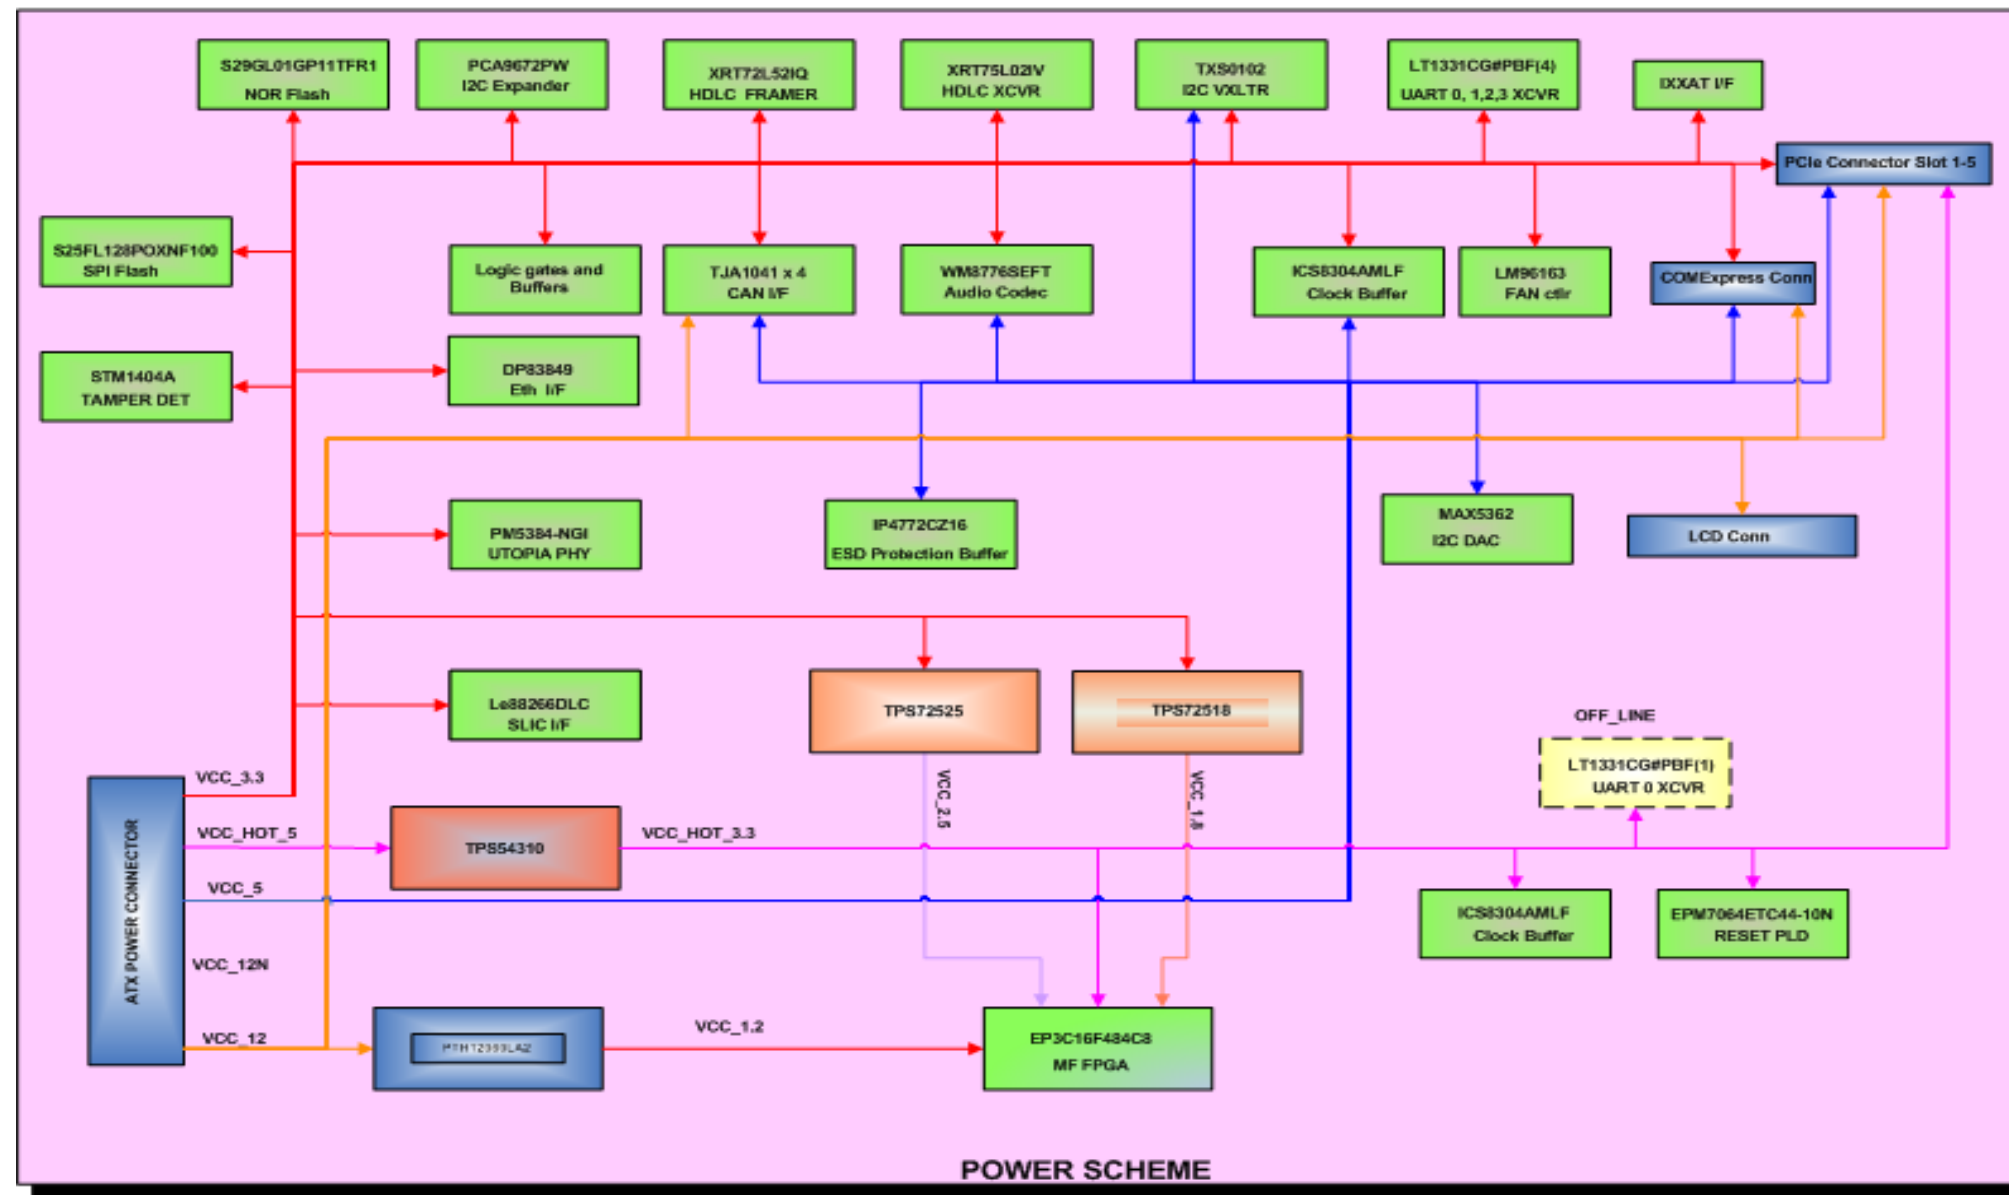 S29GL01GP11TFR1
NOR Flash
PCA9672PW
I2C Expander
XRT72L52IQ
HDLC FRAMER
XRT75L02IV
HDLC XCVR
TXS0102
I2C VXLTR
LT1331CG#PBF(4)
UART 0, 1,2,3 XCVR
IXXAT I/F
PCIe Connector Slot 1-5
S25FL128POXNF100
SPI Flash
Logic gates and
Buffers
TJA1041 x 4
CAN I/F
WM8776SEFT
Audio Codec
ICS8304AMLF
Clock Buffer
LM96163
FAN ctlr
COMExpress Conn
STM1404A
TAMPER DET
DP83849
Eth I/F
PM5384-NGI
UTOPIA PHY
IP4772CZ16
ESD Protection Buffer
MAX5362
I2C DAC
LCD Conn
Le88266DLC
SLIC I/F
TPS72525
TPS72518
OFF_LINE
LT1331CG#PBF(1)
UART 0 XCVR
ATX POWER CONNECTOR
VCC_3.3
VCC_HOT_5
TPS54310
VCC_HOT_3.3
VCC_2.5
VCC_1.8
VCC_5
ICS8304AMLF
Clock Buffer
EPM7064ETC44-10N
RESET PLD
VCC_12N
VCC_12
VCC_1.2
EP3C16F484C8
MF FPGA
POWER SCHEME